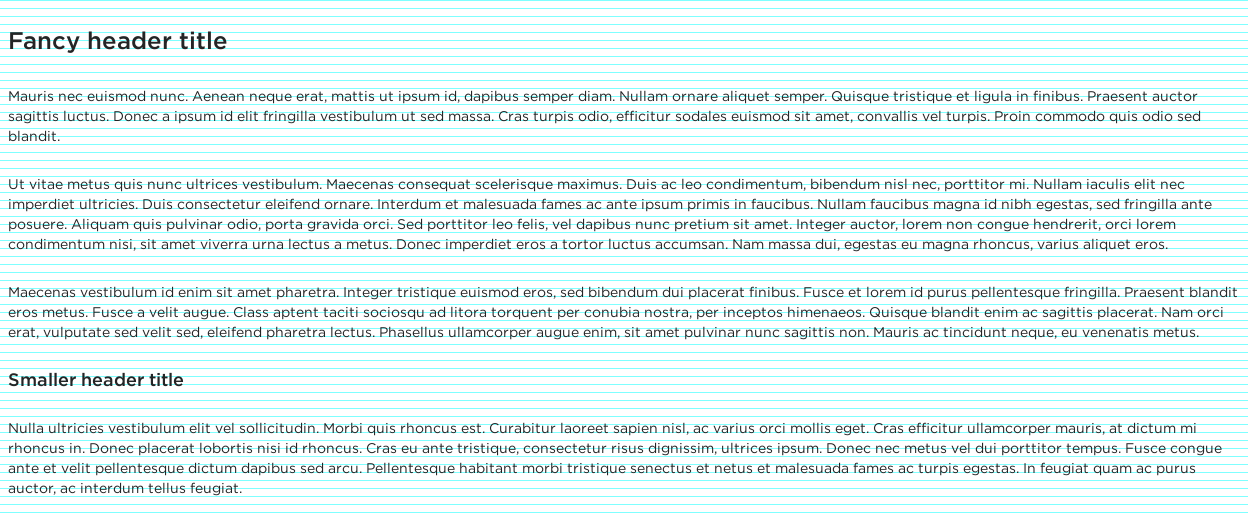 Fancy header title
Mauris nec euismod nunc. Aenean neque erat, mattis ut ipsum id, dapibus semper diam. Nullam ornare aliquet semper. Quisque tristique et ligula in finibus. Praesent auctor
sagittis luctus. Donec a ipsum id elit fringilla vestibulum ut sed massa. Cras turpis odio, efficitur sodales euismod sit amet, convallis vel turpis. Proin commodo quis odio sed
blandit.
Ut vitae metus quis nunc ultrices vestibulum. Maecenas consequat scelerisque maximus. Duis ac leo condimentum, bibendum nisl nec, porttitor mi. Nullam iaculis elit nec
imperdiet ultricies. Duis consectetur eleifend ornare. Interdum et malesuada fames ac ante ipsum primis in faucibus. Nullam faucibus magna id nibh egestas, sed fringilla ante
posuere. Aliquam quis pulvinar odio, porta gravida orci. Sed porttitor leo felis, vel dapibus nunc pretium sit amet. Integer auctor, lorem non congue hendrerit, orci lorem
condimentum nisi, sit amet viverra urna lectus a metus. Donec imperdiet eros a tortor luctus accumsan. Nam massa dui, egestas eu magna rhoncus, varius aliquet eros.
Maecenas vestibulum id enim sit amet pharetra. Integer tristique euismod eros, sed bibendum dui placerat finibus. Fusce et lorem id purus pellentesque fringilla. Praesent blandit
eros metus. Fusce a velit augue. Class aptent taciti sociosqu ad litora torquent per conubia nostra, per inceptos himenaeos. Quisque blandit enim ac sagittis placerat. Nam orci
erat, vulputate sed velit sed, eleifend pharetra lectus. Phasellus ullamcorper augue enim, sit amet pulvinar nunc sagittis non. Mauris ac tincidunt neque, eu venenatis metus.
Smaller header title
Nulla ultricies vestibulum elit vel sollicitudin. Morbi quis rhoncus est. Curabitur laoreet sapien nisl, ac varius orci mollis eget. Cras efficitur ullamcorper mauris, at dictum mi
rhoncus in. Donec placerat lobortis nisi id rhoncus. Cras eu ante tristique, consectetur risus dignissim, ultrices ipsum. Donec nec metus vel dui porttitor tempus. Fusce congue
ante et velit pellentesque dictum dapibus sed arcu. Pellentesque habitant morbi tristique senectus et netus et malesuada fames ac turpis egestas. In feugiat quam ac purus
auctor, ac interdum tellus feugiat.